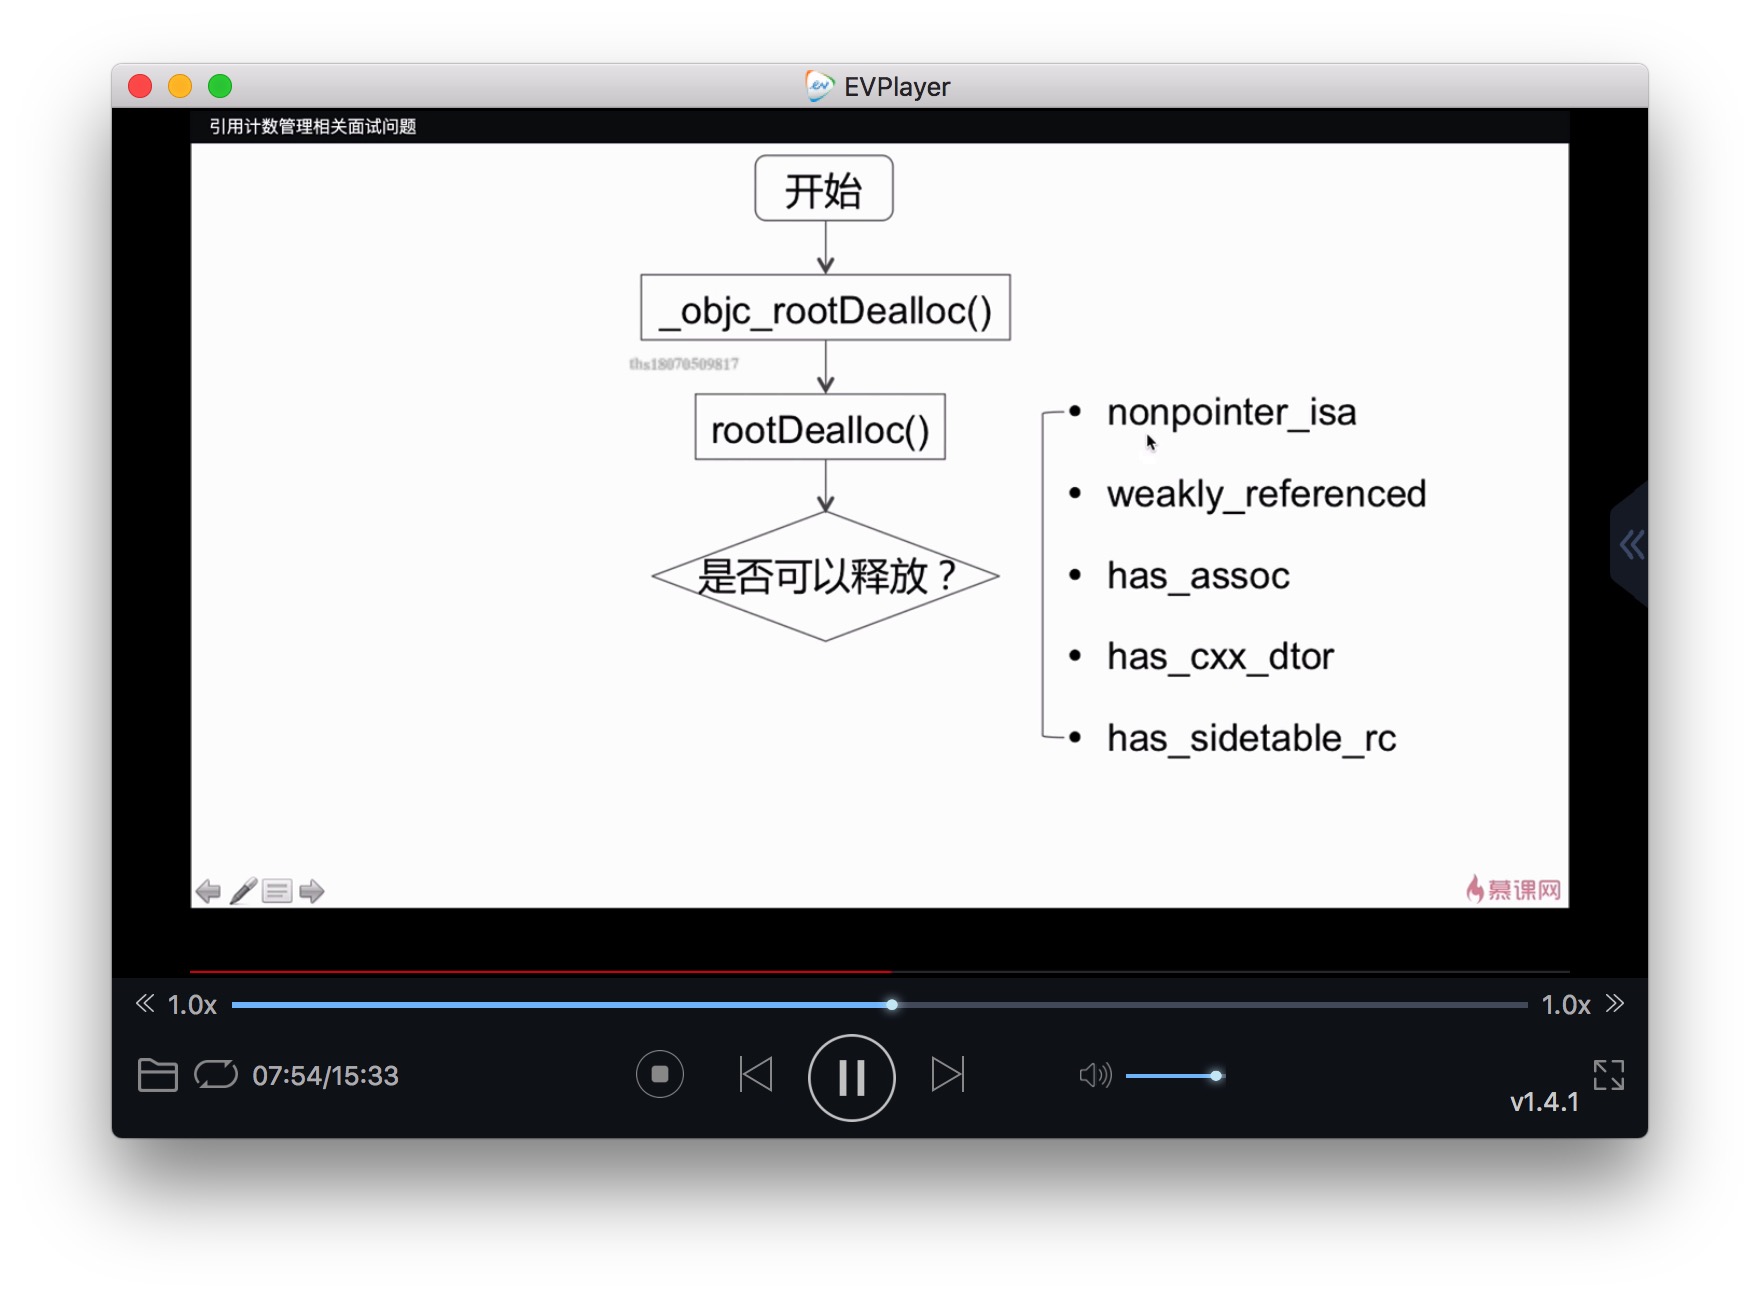 EVPlayer
引用计数管理相关面试问题
开始
_objc_rootDealloc()
ths18070509817
rootDealloc()
是否可以释放？
• nonpointer_isa
• weakly_referenced
• has_assoc
• has_cxx_dtor
• has_sidetable_rc
慕课网
1.0x
1.0x
07:54/15:33
v1.4.1